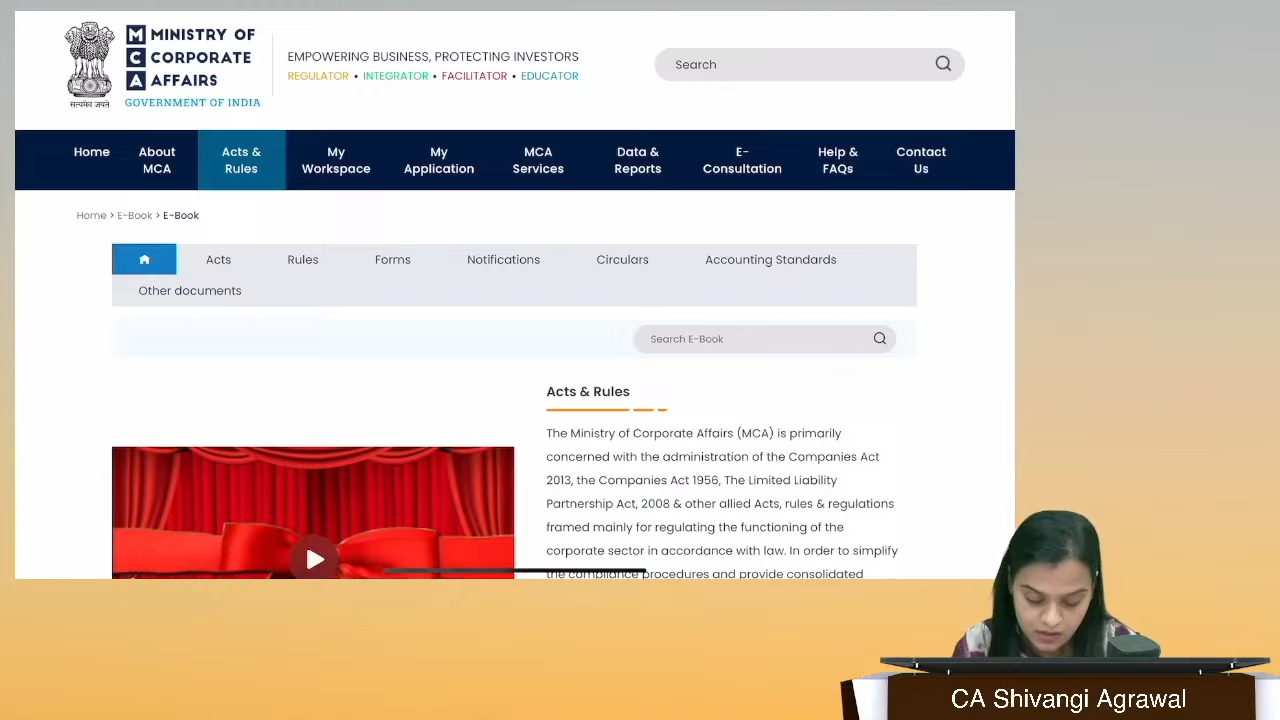 MINISTRY OF
CORPORATE
AFFAIRS
GOVERNMENT OF INDIA
सत्यमेव जयते
EMPOWERING BUSINESS, PROTECTING INVESTORS
REGULATOR • INTEGRATOR • FACILITATOR • EDUCATOR
Search
Home
About MCA
Acts & Rules
My Workspace
My Application
MCA Services
Data & Reports
E-Consultation
Help & FAQs
Contact Us
Home > E-Book > E-Book
Acts Rules Forms Notifications Circulars Accounting Standards
Other documents
Search E-Book
Acts & Rules
The Ministry of Corporate Affairs (MCA) is primarily
concerned with the administration of the Companies Act
2013, the Companies Act 1956, The Limited Liability
Partnership Act, 2008 & other allied Acts, rules & regulations
framed mainly for regulating the functioning of the
corporate sector in accordance with law. In order to simplify
the compliance procedures and provide consolidated
CA Shivangi Agrawal